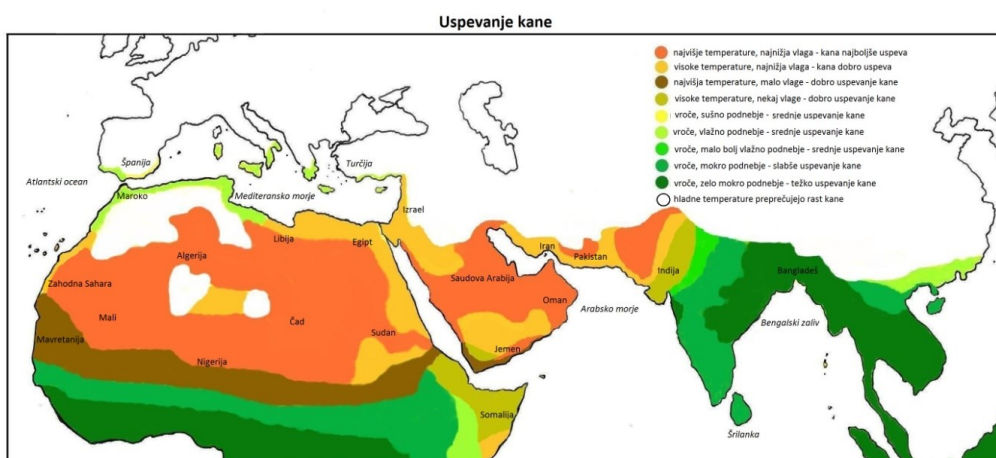 Uspevanje kane
najvišje temperature, najnižja vlaga - kana najboljše uspeva
visoke temperature, najnižja vlaga - kana dobro uspeva
najvišja temperature, malo vlage - dobro uspevanje kane
visoke temperature, nekaj vlage - dobro uspevanje kane
vroče, sušno podnebje - srednje uspevanje kane
vroče, vlažno podnebje - srednje uspevanje kane
vroče, malo bolj vlažno podnebje - srednje uspevanje kane
vroče, mokro podnebje - slabše uspevanje kane
vroče, zelo mokro podnebje - težko uspevanje kane
hladne temperature preprečujejo rast kane
Španija
Turčija
Atlantski ocean
Maroko
Mediteransko morje
Izrael
Libija
Egipt
Iran
Algerija
Pakistan
Indija
Bangladeš
Saudova Arabija
Zahodna Sahara
Oman
Arabsko morje
Mali
Čad
Bengalski zaliv
Sudan
Mavretanija
Jemen
Nigerija
Somalija
Šrilanka